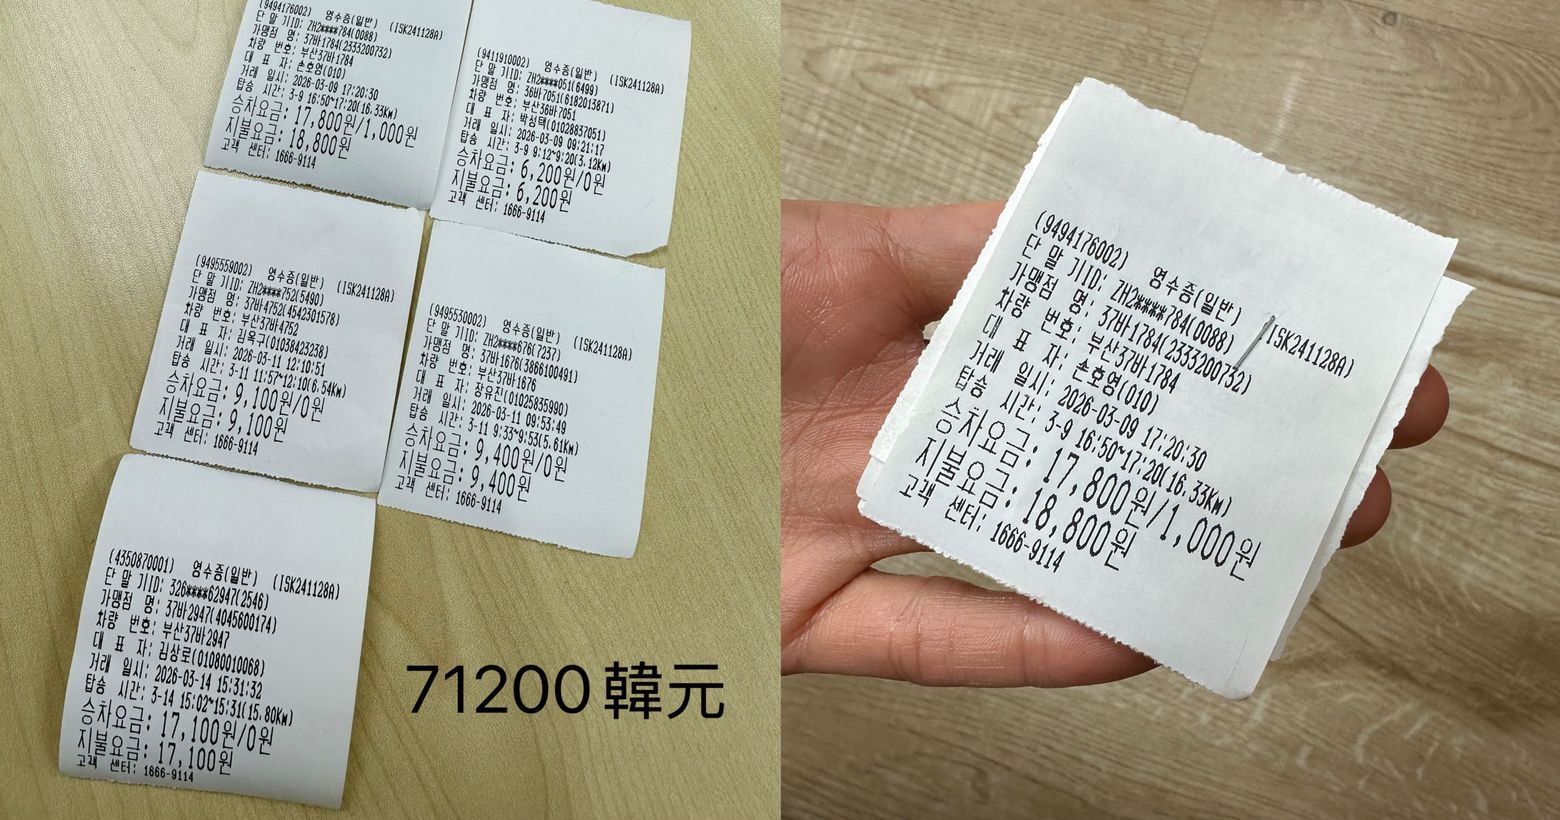 (9494176002) 영수증(일반) (ISK241128A)
단 말 기ID: ZH2****784(0088)
가맹점 명: 37바1784(2333200732)
차량 번호: 부산37바1784
대 표 자: 손호영(010)
거래 일시: 2026-03-09 17:20:30
탑승 시간: 3-9 16:50~17:20(16.33Km)
승차요금: 17,800원/1,000원
지불요금: 18,800원
고객 센터: 1666-9114
(9411910002) 영수증(일반) (ISK241128A)
단 말 기ID: ZH2****051(6499)
가맹점 명: 36바7051(6182013871)
차량 번호: 부산36바7051
대 표 자: 박성택(01028837051)
거래 일시: 2026-03-09 09:21:17
탑승 시간: 3-9 9:12~9:20(3.12Km)
승차요금: 6,200원/0원
지불요금: 6,200원
고객 센터: 1666-9114
(9495559002) 영수증(일반) (ISK241128A)
단 말 기ID: ZH2****752(5490)
가맹점 명: 37바4752(4542301578)
차량 번호: 부산37바4752
대 표 자: 김옥구(01038423238)
거래 일시: 2026-03-11 12:10:51
탑승 시간: 3-11 11:57~12:10(6.54Km)
승차요금: 9,100원/0원
지불요금: 9,100원
고객 센터: 1666-9114
(9495530002) 영수증(일반) (ISK241128A)
단 말 기ID: ZH2****676(7237)
가맹점 명: 37바1676(3866100491)
차량 번호: 부산37바1676
대 표 자: 장유진(01025835990)
거래 일시: 2026-03-11 09:53:49
탑승 시간: 3-11 9:33~9:53(5.61Km)
승차요금: 9,400원/0원
지불요금: 9,400원
고객 센터: 1666-9114
(4350870001) 영수증(일반) (ISK241128A)
단 말 기ID: 326****62947(2546)
가맹점 명: 37바2947(4045600174)
차량 번호: 부산37바2947
대 표 자: 김상로(01080010068)
거래 일시: 2026-03-14 15:31:32
탑승 시간: 3-14 15:02~15:31(15.80Km)
승차요금: 17,100원/0원
지불요금: 17,100원
고객 센터: 1666-9114
71200韓元
(9494176002) 영수증(일반) (ISK241128A)
단 말 기ID: ZH2****784(0088)
가맹점 명: 37바1784(2333200732)
차량 번호: 부산37바1784
대 표 자: 손호영(010)
거래 일시: 2026-03-09 17:20:30
탑승 시간: 3-9 16:50~17:20(16.33Km)
승차요금: 17,800원/1,000원
지불요금: 18,800원
고객 센터: 1666-9114